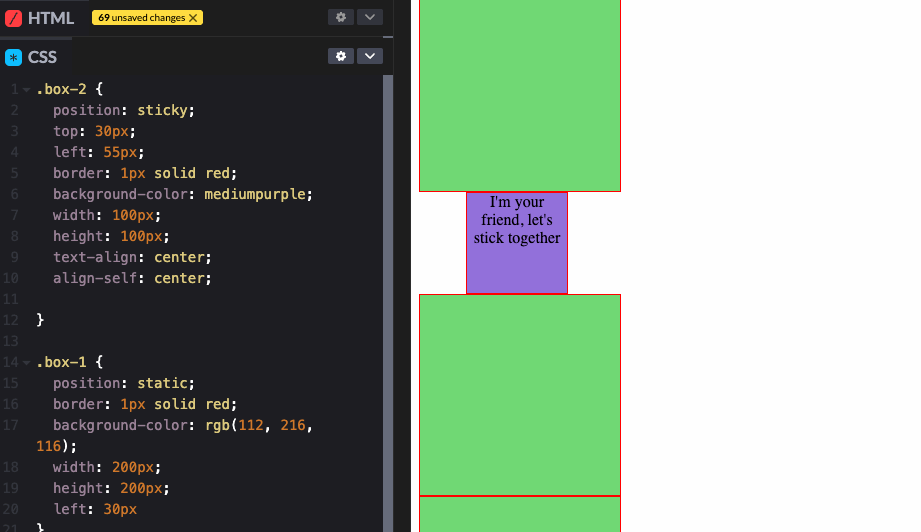 / HTML 69 unsaved changes ×
* CSS
1 .box-2 {
2 position: sticky;
3 top: 30px;
4 left: 55px;
5 border: 1px solid red;
6 background-color: mediumpurple;
7 width: 100px;
8 height: 100px;
9 text-align: center;
10 align-self: center;
11
12 }
13
14 .box-1 {
15 position: static;
16 border: 1px solid red;
17 background-color: rgb(112, 216,
116);
18 width: 200px;
19 height: 200px;
20 left: 30px
21 }
I'm your
friend, let's
stick together